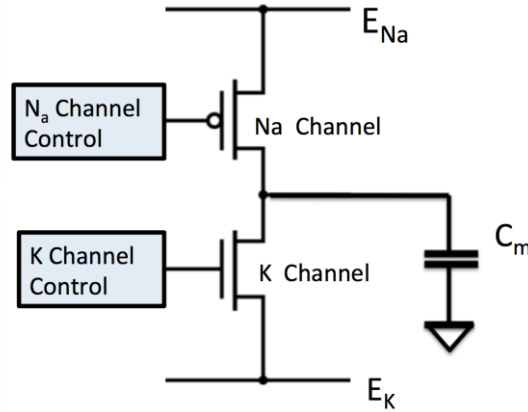 E_Na
N_a Channel
Control
Na Channel
K Channel
Control
K Channel
C_m
E_K